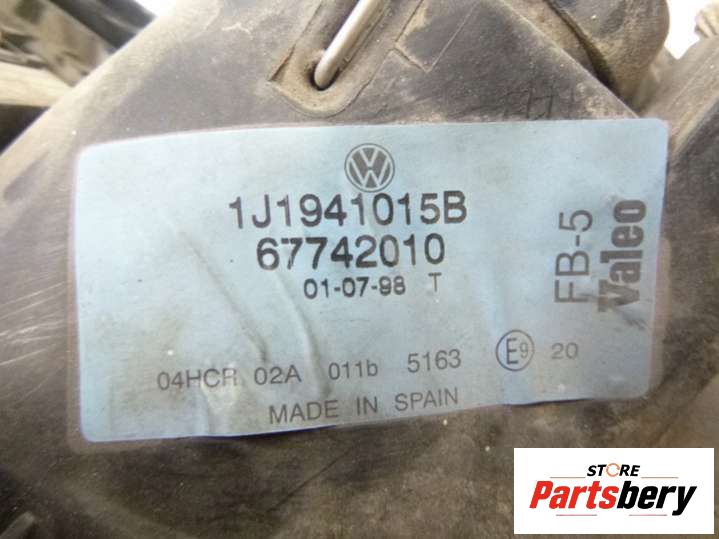 1J1941015B
67742010
01-07-98 T
FB-5
Valeo
04HCR 02A 011b 5163 E9 20
MADE IN SPAIN
STORE
Partsbery